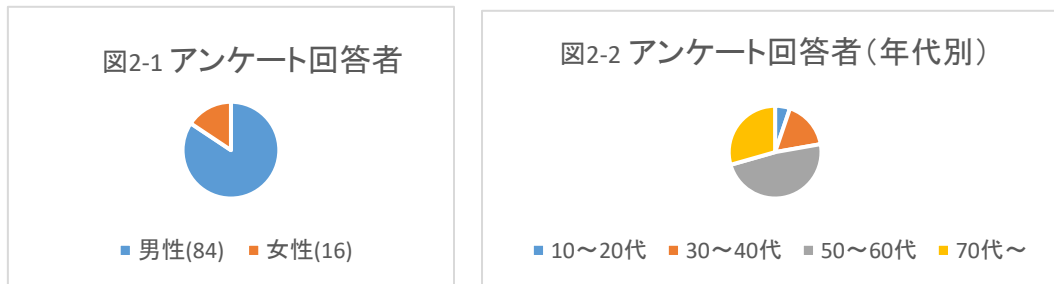 図2-1 アンケート回答者
男性(84) 女性(16)
図2-2 アンケート回答者(年代別)
10～20代 30～40代 50～60代 70代～